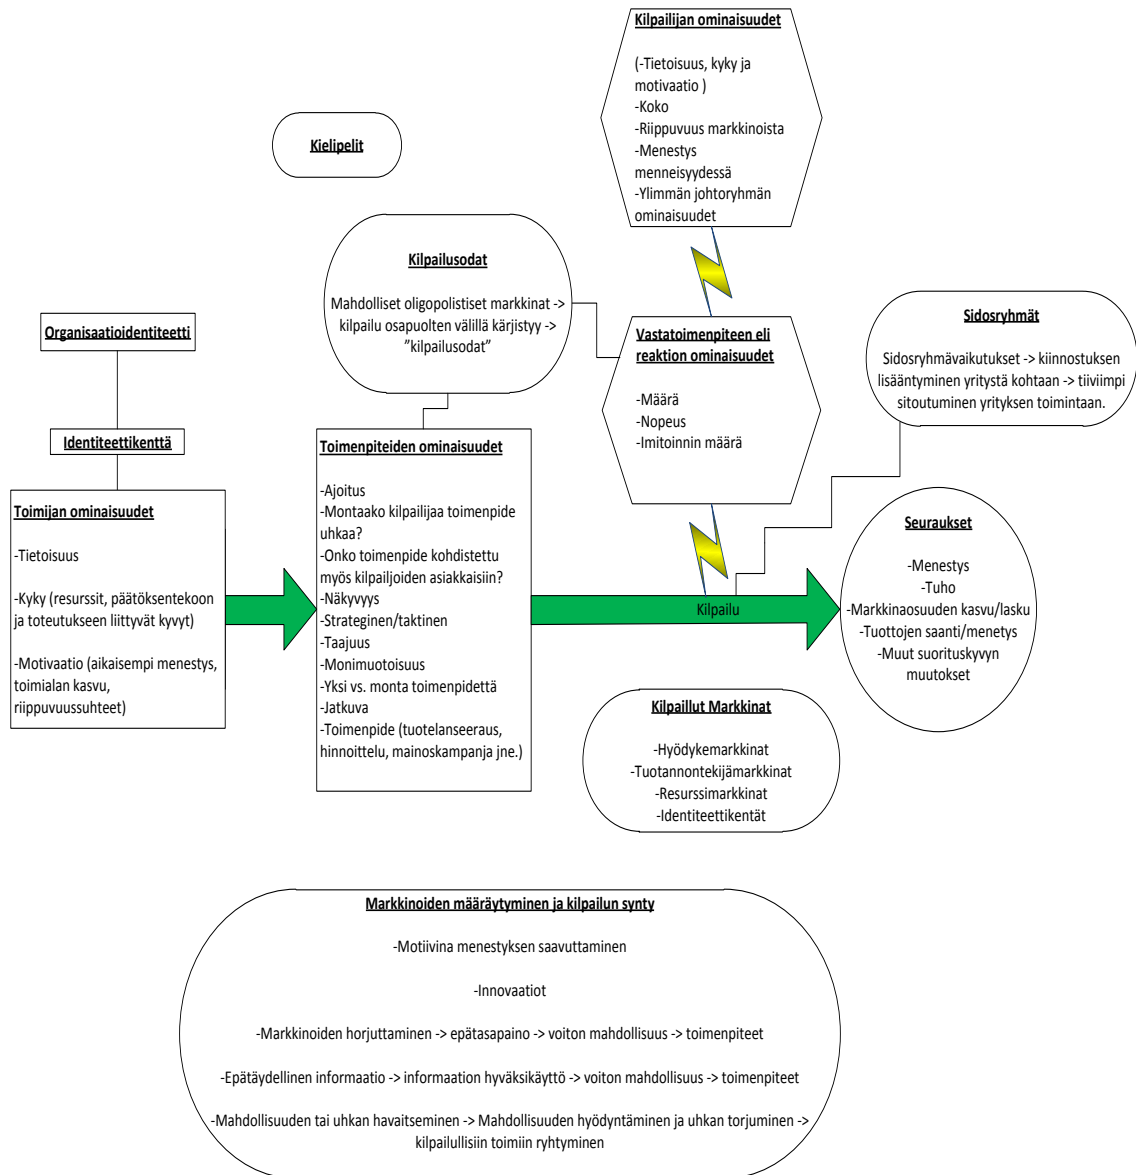 Kilpailijan ominaisuudet
(-Tietoisuus, kyky ja
motivaatio )
-Koko
-Riippuvuus markkinoista
-Menestys
menneisyydessä
-Ylimmän johtoryhmän
ominaisuudet
Kielipelit
Kilpailusodat
Mahdolliset oligopolistiset markkinat ->
kilpailu osapuolten välillä kärjistyy ->
”kilpailusodat”
Vastatoimenpiteen eli
reaktion ominaisuudet
-Määrä
-Nopeus
-Imitoinnin määrä
Sidosryhmät
Sidosryhmävaikutukset -> kiinnostuksen
lisääntyminen yritystä kohtaan -> tiiviimpi
sitoutuminen yrityksen toimintaan.
Organisaatioidentiteetti
Identiteettikenttä
Toimijan ominaisuudet
-Tietoisuus
-Kyky (resurssit, päätöksentekoon
ja toteutukseen liittyvät kyvyt)
-Motivaatio (aikaisempi menestys,
toimialan kasvu,
riippuvuussuhteet)
Toimenpiteiden ominaisuudet
-Ajoitus
-Montaako kilpailijaa toimenpide
uhkaa?
-Onko toimenpide kohdistettu
myös kilpailjoiden asiakkaisiin?
-Näkyvyys
-Strateginen/taktinen
-Taajuus
-Monimuotoisuus
-Yksi vs. monta toimenpidettä
-Jatkuva
-Toimenpide (tuotelanseeraus,
hinnoittelu, mainoskampanja jne.)
Kilpailu
Seuraukset
-Menestys
-Tuho
-Markkinaosuuden kasvu/lasku
-Tuottojen saanti/menetys
-Muut suorituskyvyn
muutokset
Kilpaillut Markkinat
-Hyödykemarkkinat
-Tuotannontekijämarkkinat
-Resurssimarkkinat
-Identiteettikentät
Markkinoiden määräytyminen ja kilpailun synty
-Motiivina menestyksen saavuttaminen
-Innovaatiot
-Markkinoiden horjuttaminen -> epätasapaino -> voiton mahdollisuus -> toimenpiteet
-Epätäydellinen informaatio -> informaation hyväksikäyttö -> voiton mahdollisuus -> toimenpiteet
-Mahdollisuuden tai uhkan havaitseminen -> Mahdollisuuden hyödyntäminen ja uhkan torjuminen ->
kilpailullisiin toimiin ryhtyminen